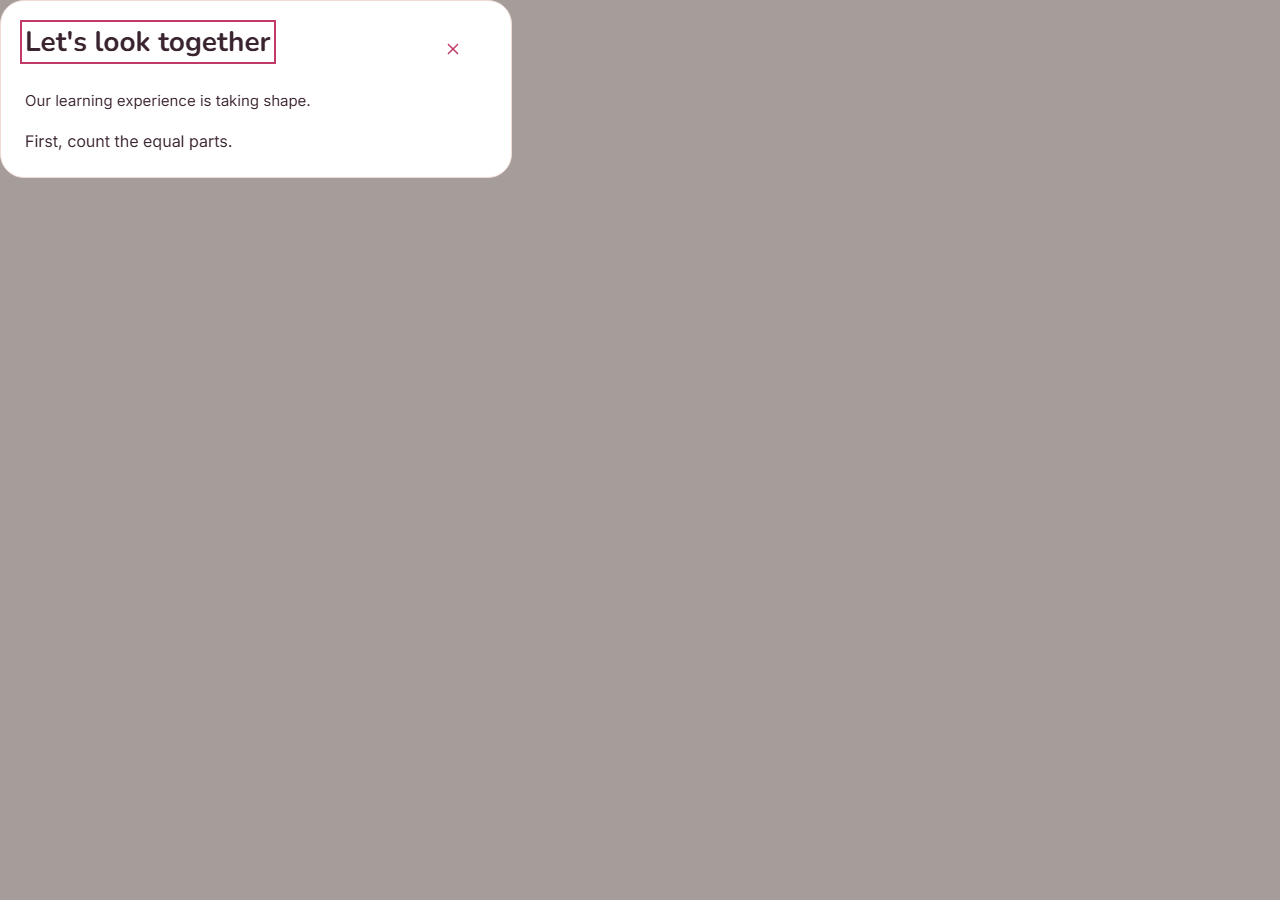 Let's look together
Our learning experience is taking shape.
First, count the equal parts.